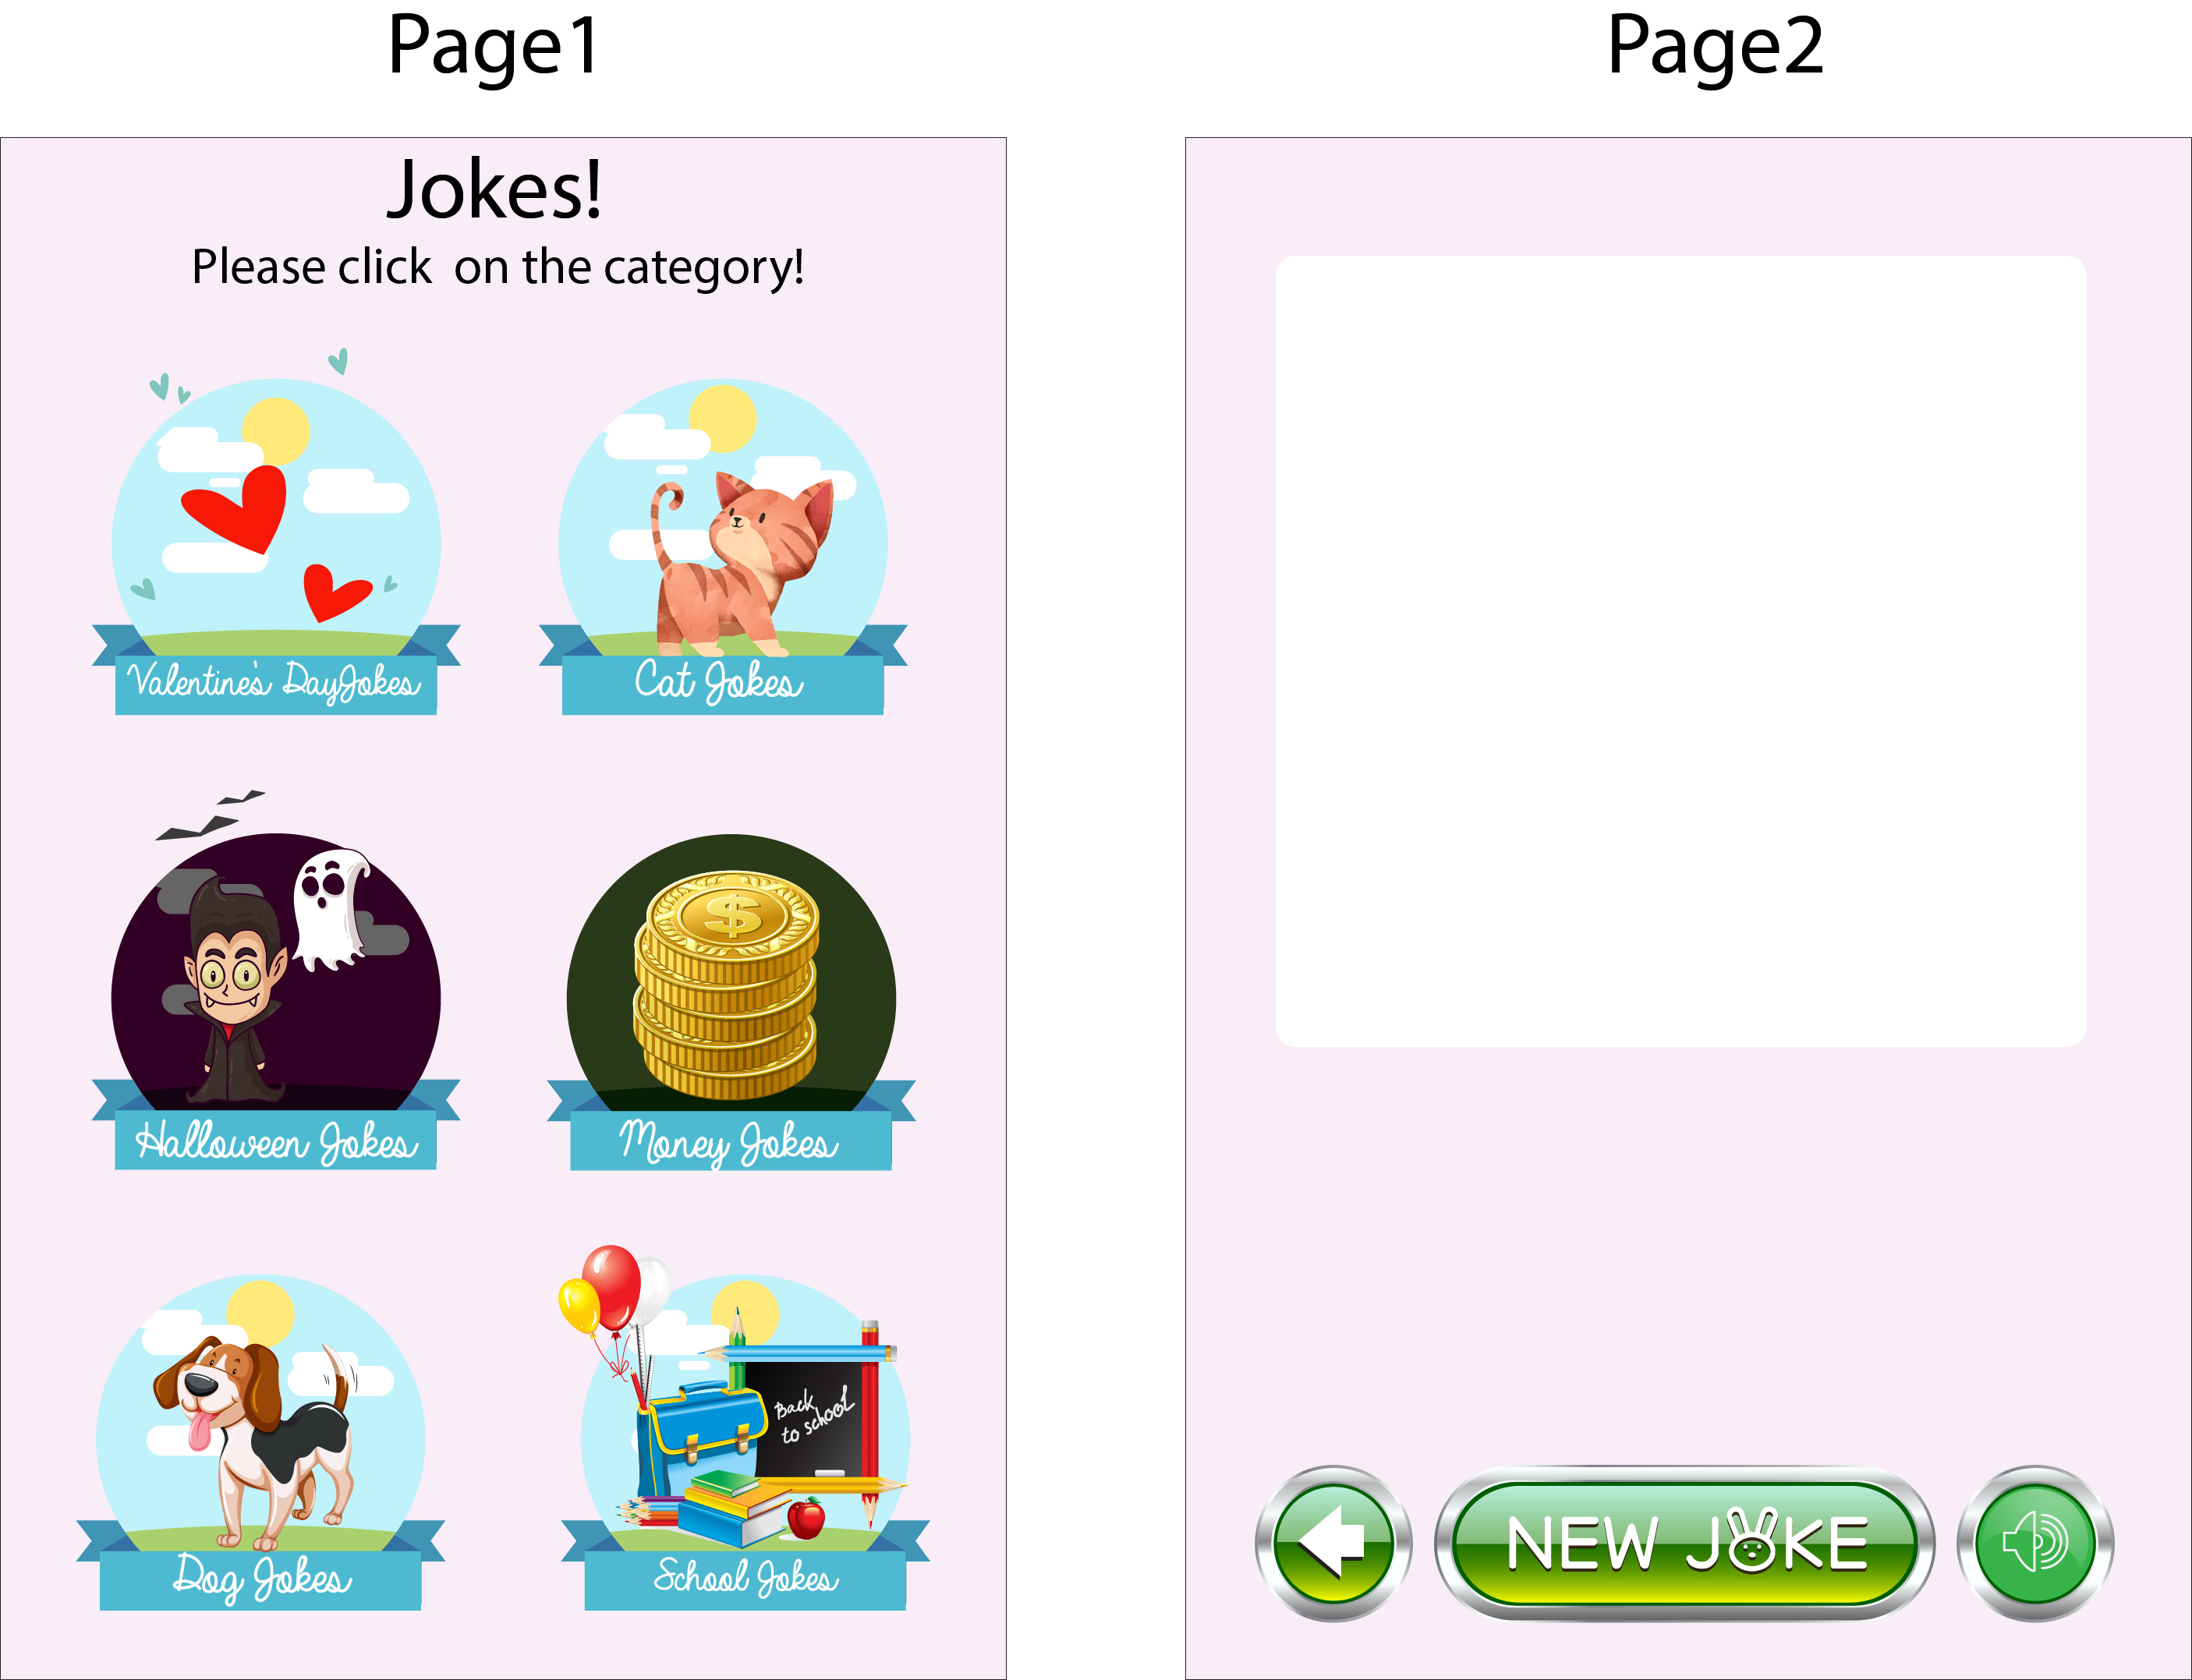 Page1
Page2
Jokes!
Please click on the category!
Valentine's DayJokes
Cat Jokes
Halloween Jokes
Money Jokes
Back
to school
Dog Jokes
School Jokes
NEW JOKE